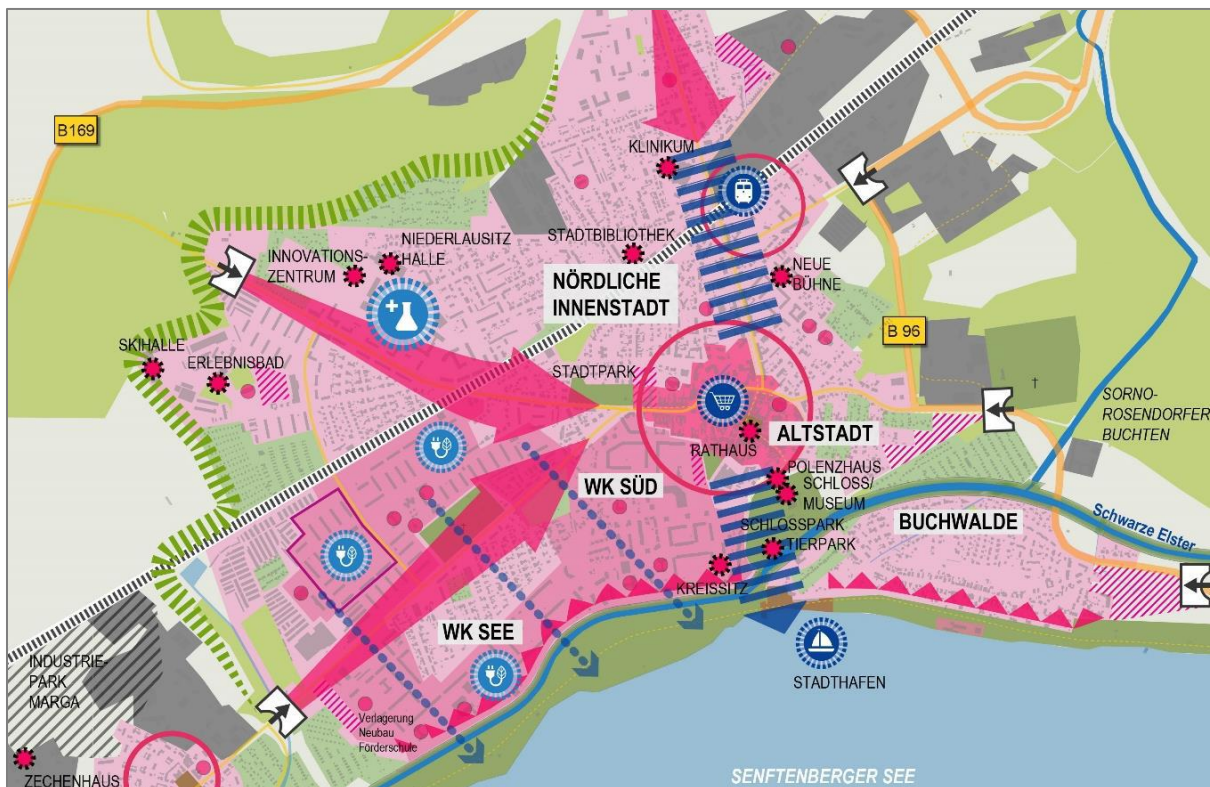 B169
KLINIKUM
STADTBIBLIOTHEK
NIEDERLAUSITZ
HALLE
INNOVATIONS-
ZENTRUM
NÖRDLICHE
INNENSTADT
NEUE
BÜHNE
B 96
SKIHALLE
ERLEBNISBAD
STADTPARK
ALTSTADT
RATHAUS
SORNO-
ROSENDORFER
BUCHTEN
POLENZHAUS
SCHLOSS/
MUSEUM
WK SÜD
SCHLOSSPARK
TIERPARK
BUCHWALDE
Schwarze Elster
KREISSITZ
WK SEE
STADTHAFEN
INDUSTRIE-
PARK
MARGA
Verlagerung
Neubau
Förderschule
ZECHENHAUS
SENFTENBERGER SEE